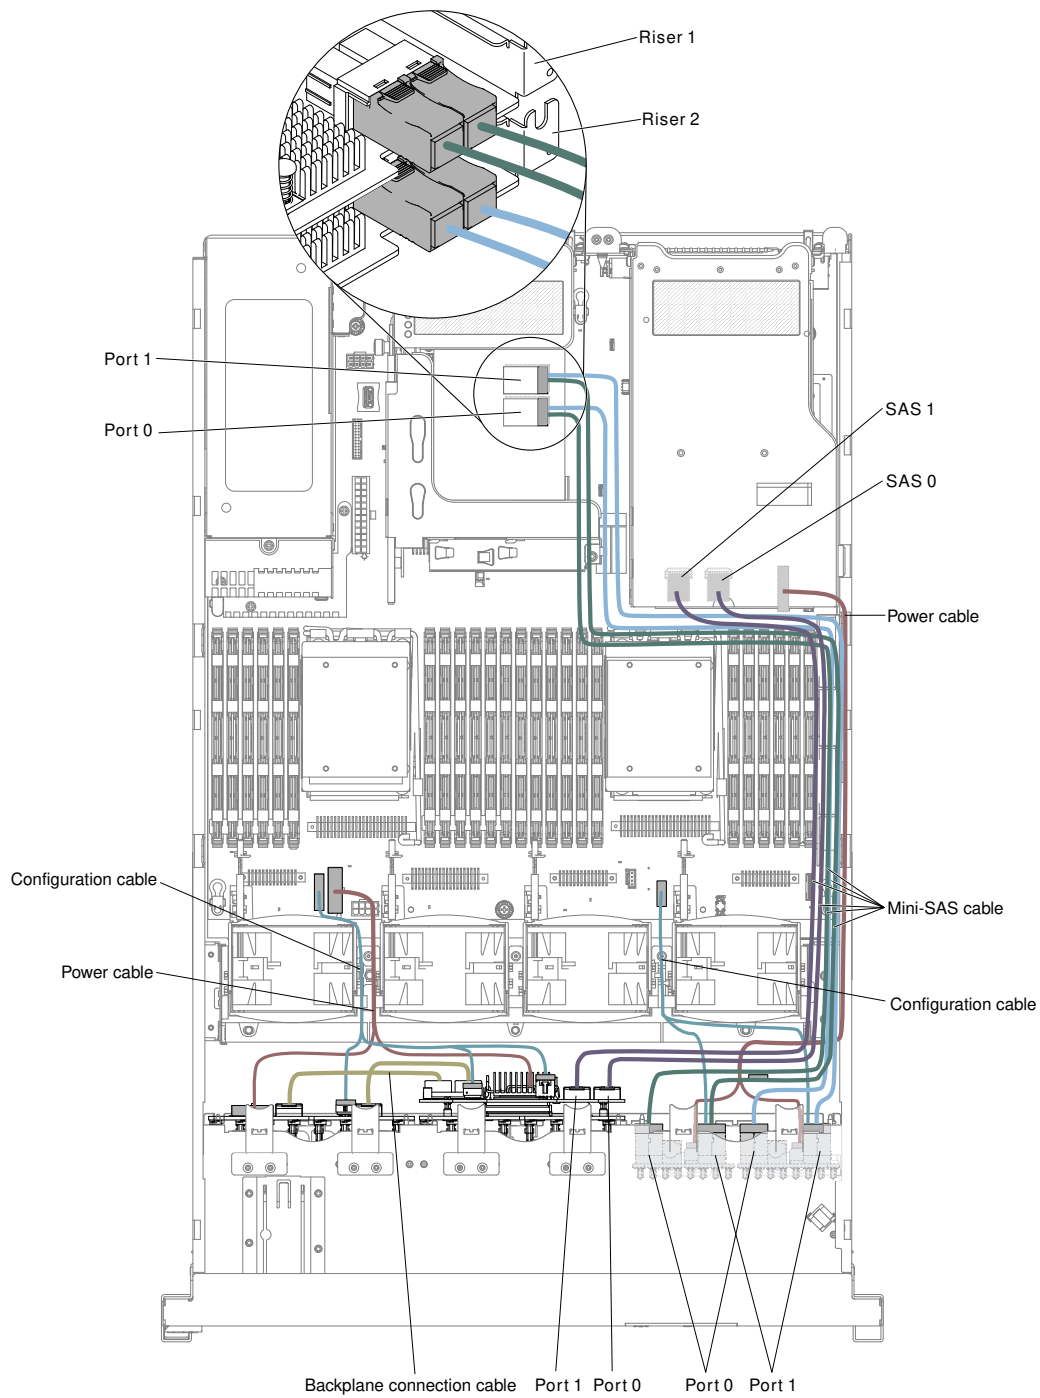 Riser 1
Riser 2
Port 1
Port 0
SAS 1
SAS 0
Power cable
Configuration cable
Mini-SAS cable
Power cable
Configuration cable
Backplane connection cable
Port 1
Port 0
Port 0
Port 1